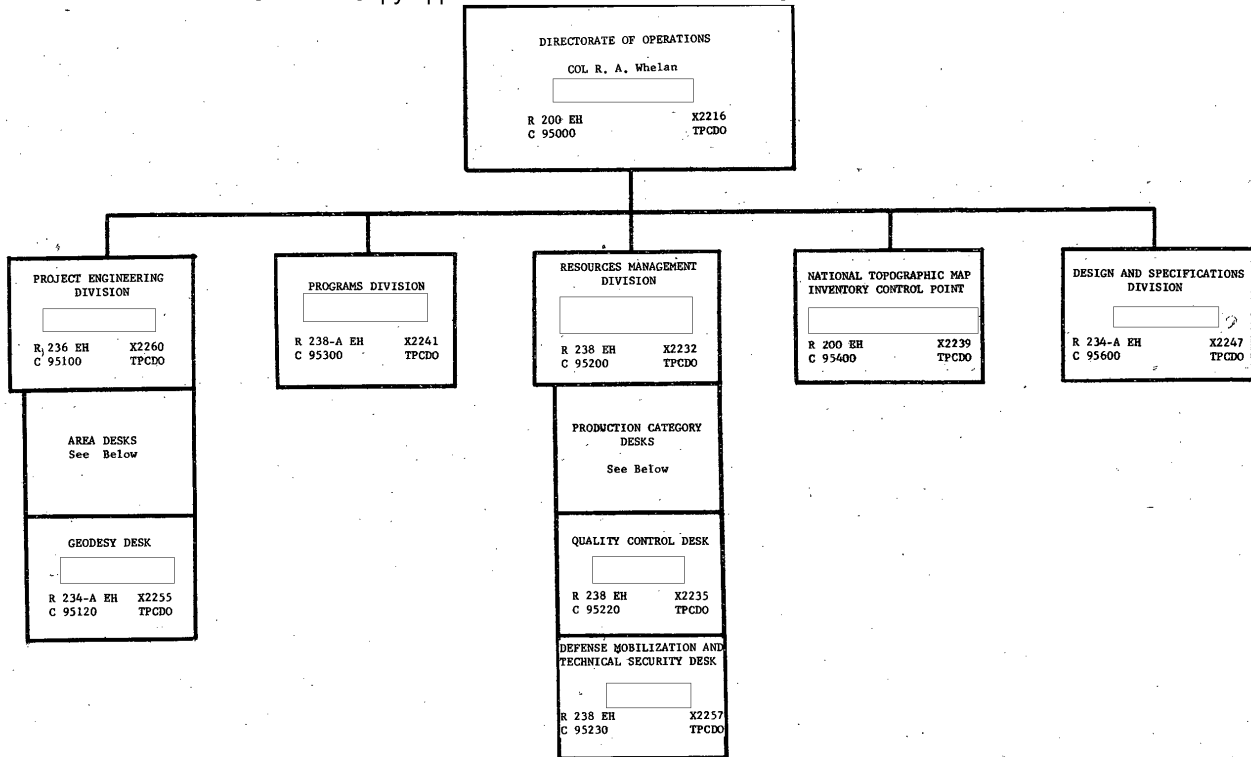 DIRECTORATE OF OPERATIONS
COL R. A. Whelan
R 200 EH X2216
C 95000 TPCDO
PROJECT ENGINEERING
DIVISION
R 236 EH X2260
C 95100 TPCDO
AREA DESKS
See Below
GEODESY DESK
R 234-A EH X2255
C 95120 TPCDO
PROGRAMS DIVISION
R 238-A EH X2241
C 95300 TPCDO
RESOURCES MANAGEMENT
DIVISION
R 238 EH X2232
C 95200 TPCDO
PRODUCTION CATEGORY
DESKS
See Below
QUALITY CONTROL DESK
R 238 EH X2235
C 95220 TPCDO
DEFENSE MOBILIZATION AND
TECHNICAL SECURITY DESK
R 238 EH X2257
C 95230 TPCDO
NATIONAL TOPOGRAPHIC MAP
INVENTORY CONTROL POINT
R 200 EH X2239
C 95400 TPCDO
DESIGN AND SPECIFICATIONS
DIVISION
R 234-A EH X2247
C 95600 TPCDO